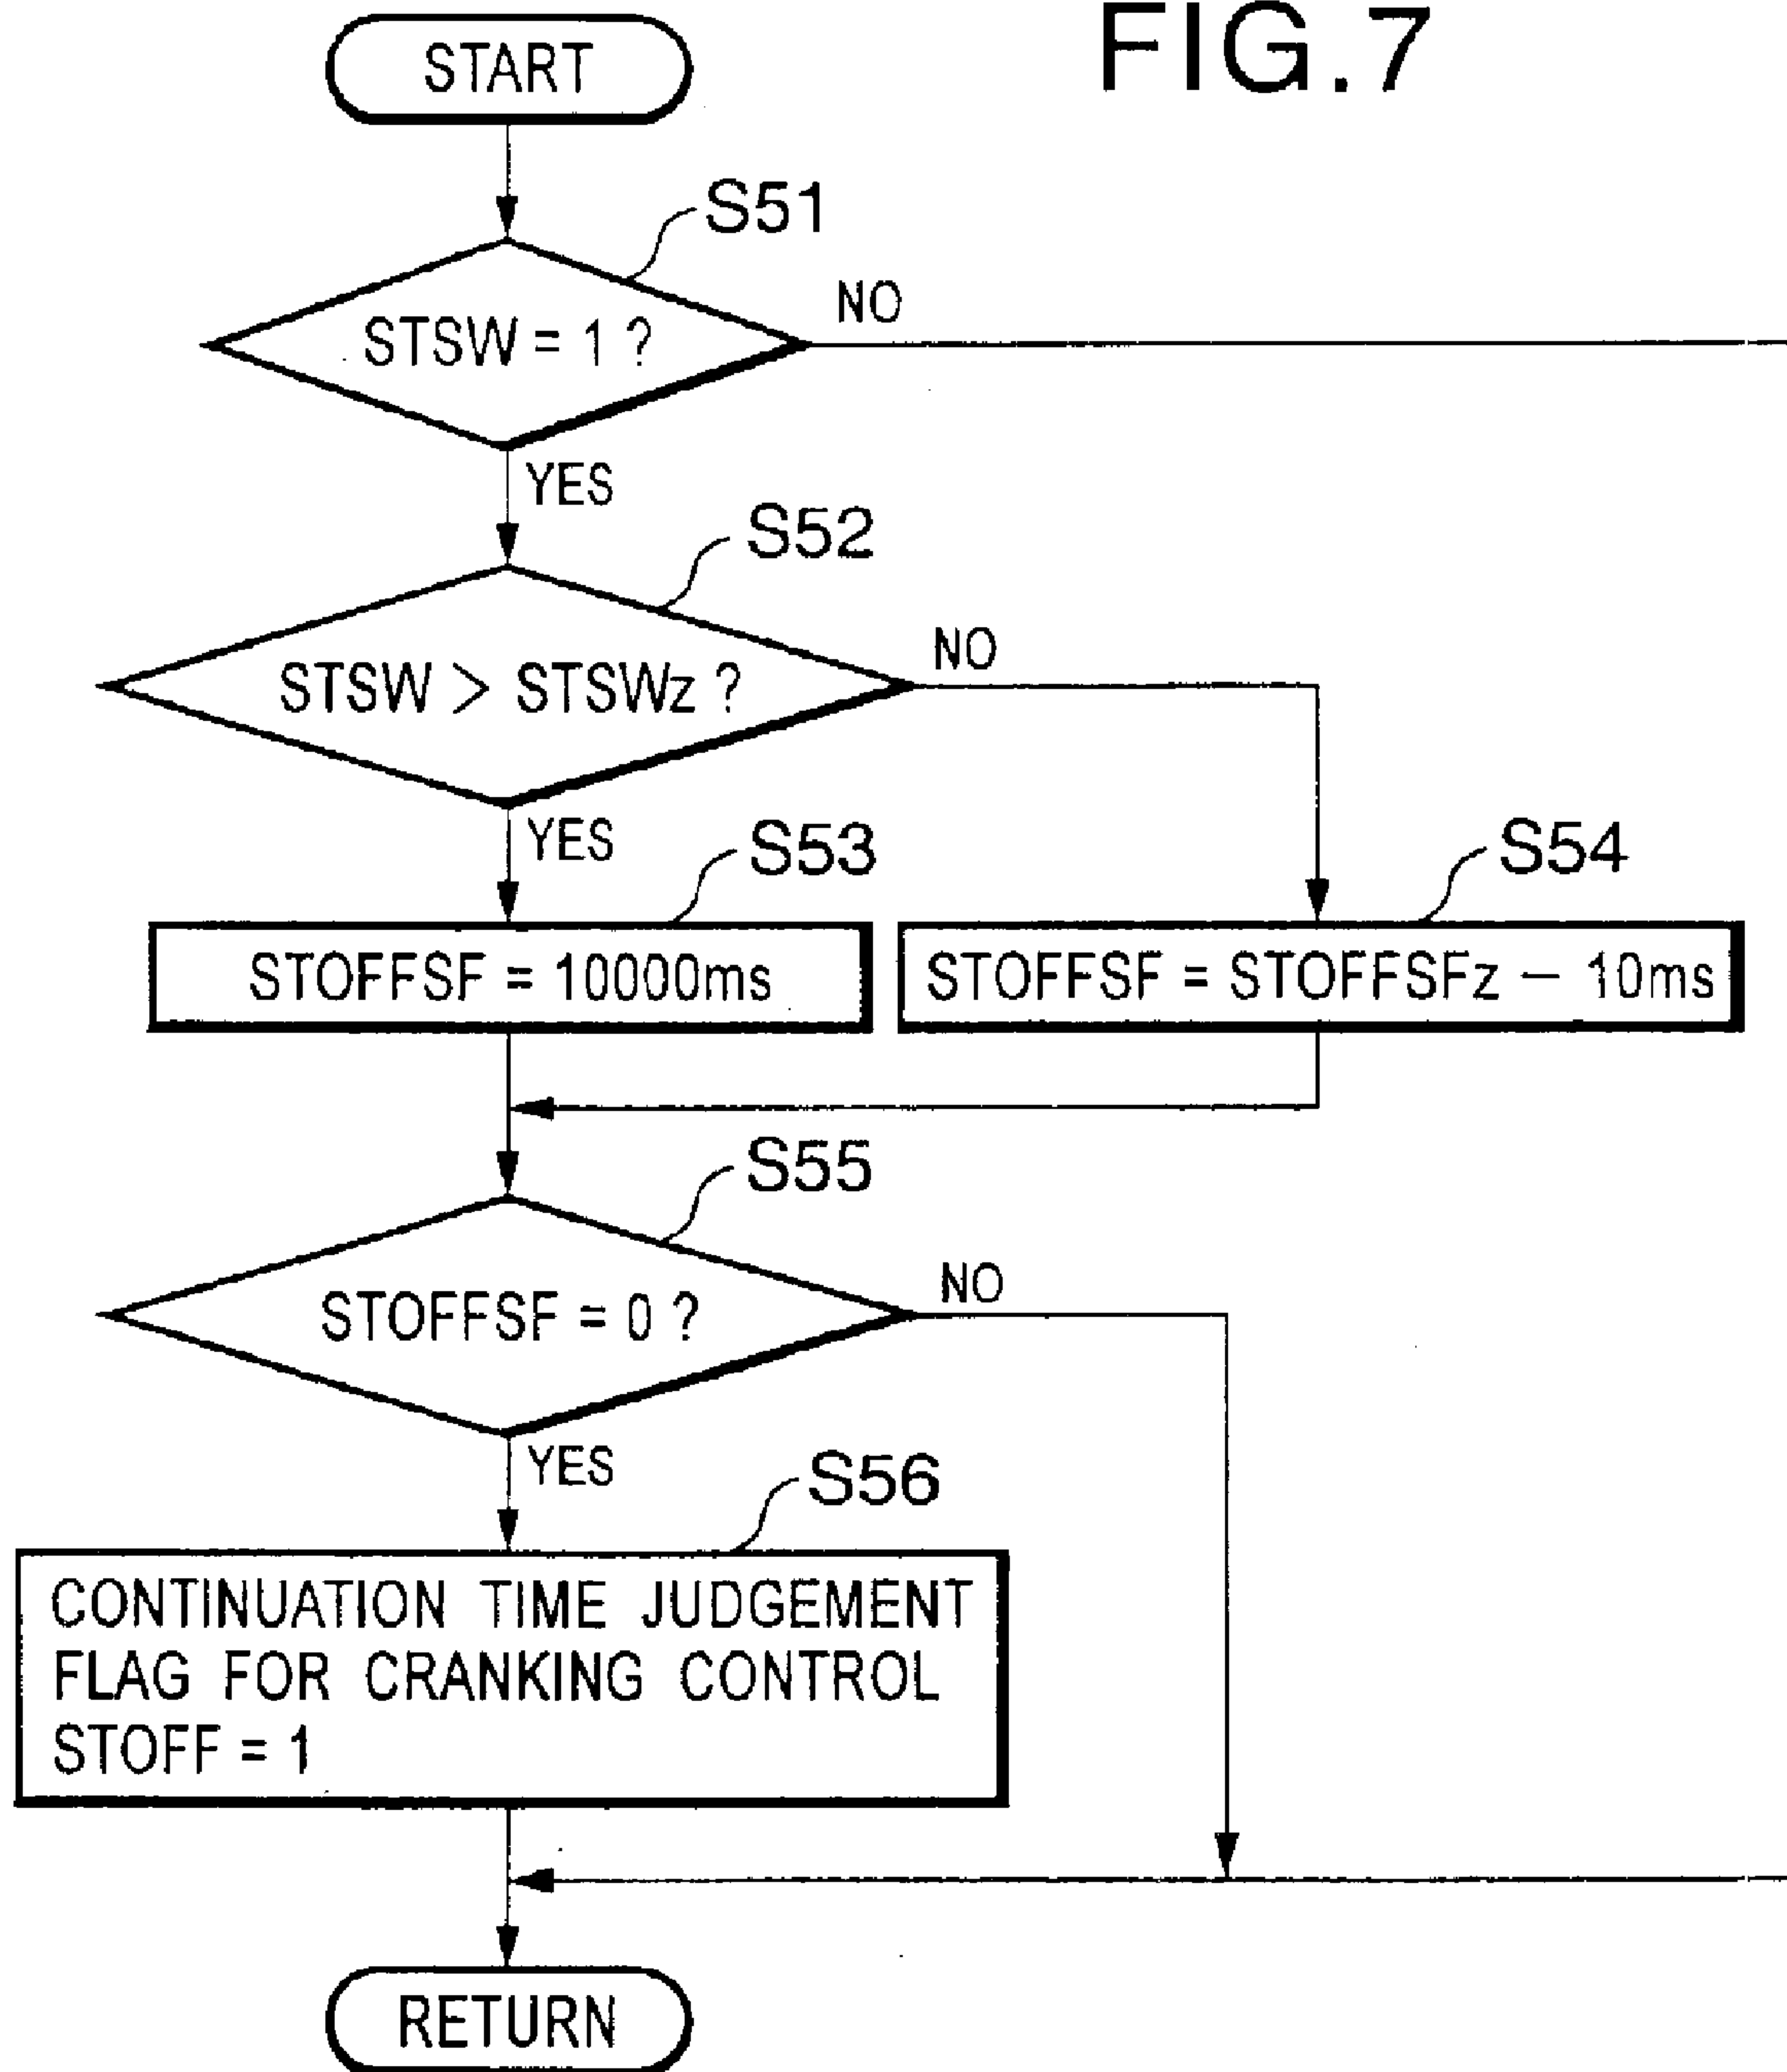 FIG.7
START
S51
STSW = 1 ?
NO
YES
S52
STSW > STSWz ?
NO
YES
S53
STOFFSF = 10000ms
S54
STOFFSF = STOFFSFz − 10ms
S55
STOFFSF = 0 ?
NO
YES
S56
CONTINUATION TIME JUDGEMENT
FLAG FOR CRANKING CONTROL
STOFF = 1
RETURN